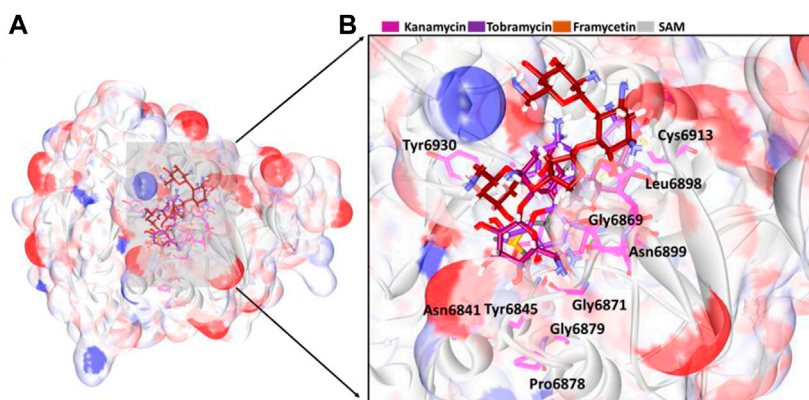 A
B
Kanamycin Tobramycin Framycetin SAM
Tyr6930
Cys6913
Leu6898
Gly6869
Asn6899
Asn6841 Tyr6845 Gly6871
Gly6879
Pro6878